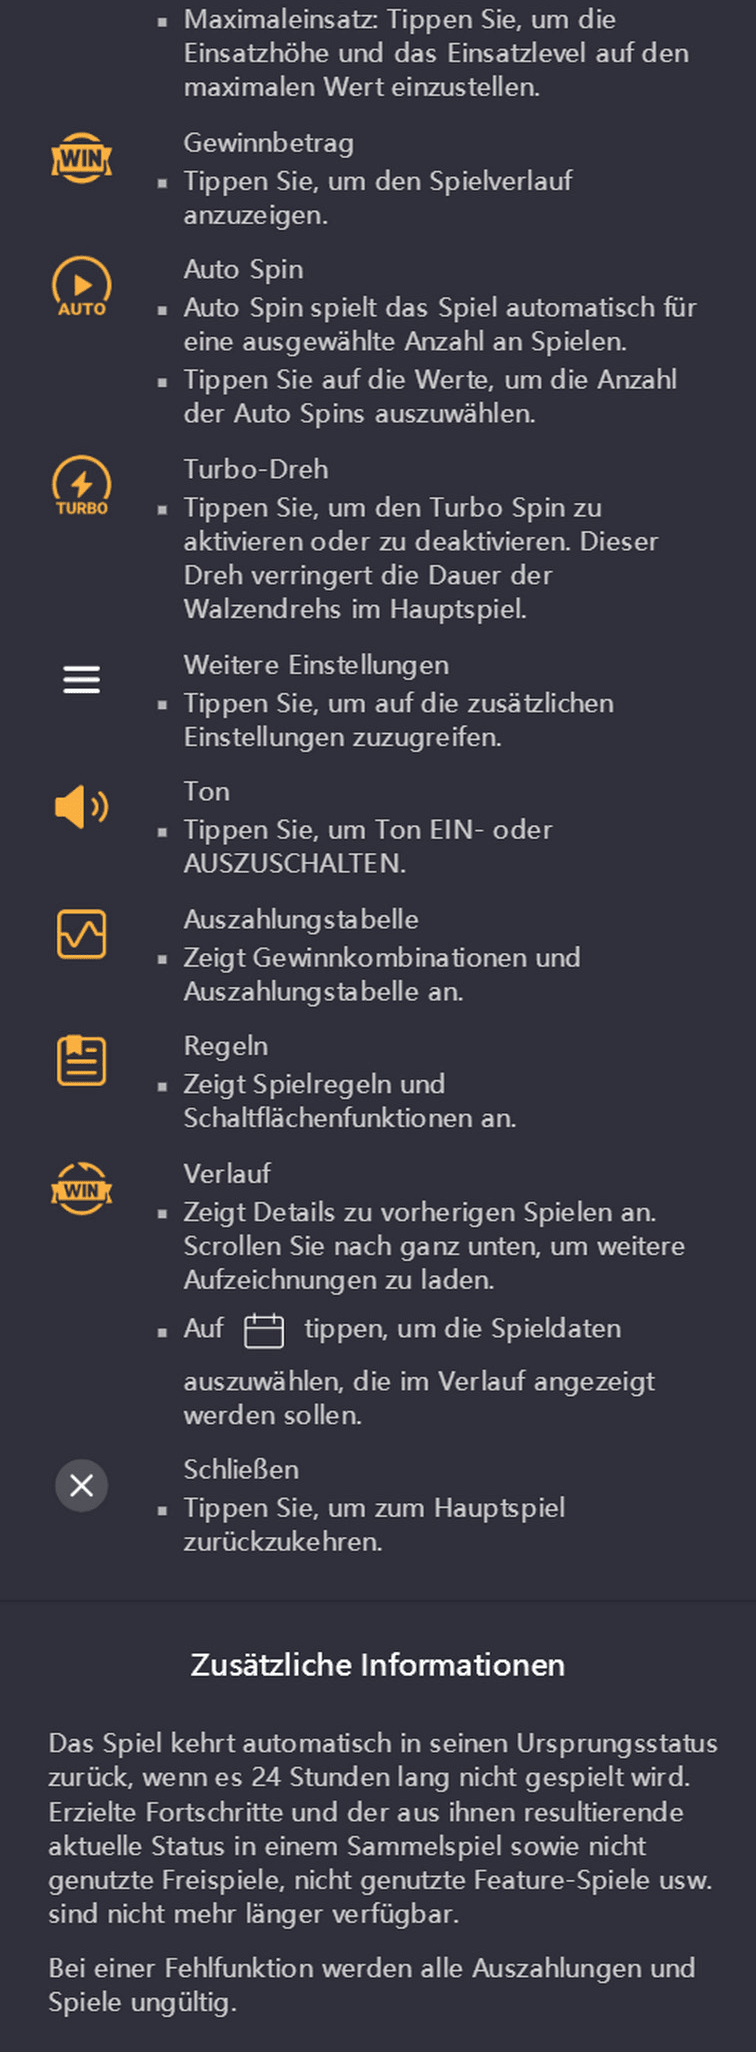 ▪ Maximaleinsatz: Tippen Sie, um die
Einsatzhöhe und das Einsatzlevel auf den
maximalen Wert einzustellen.
WIN
Gewinnbetrag
▪ Tippen Sie, um den Spielverlauf
anzuzeigen.
AUTO
Auto Spin
▪ Auto Spin spielt das Spiel automatisch für
eine ausgewählte Anzahl an Spielen.
▪ Tippen Sie auf die Werte, um die Anzahl
der Auto Spins auszuwählen.
TURBO
Turbo-Dreh
▪ Tippen Sie, um den Turbo Spin zu
aktivieren oder zu deaktivieren. Dieser
Dreh verringert die Dauer der
Walzendrehs im Hauptspiel.
Weitere Einstellungen
▪ Tippen Sie, um auf die zusätzlichen
Einstellungen zuzugreifen.
Ton
▪ Tippen Sie, um Ton EIN- oder
AUSZUSCHALTEN.
Auszahlungstabelle
▪ Zeigt Gewinnkombinationen und
Auszahlungstabelle an.
Regeln
▪ Zeigt Spielregeln und
Schaltflächenfunktionen an.
WIN
Verlauf
▪ Zeigt Details zu vorherigen Spielen an.
Scrollen Sie nach ganz unten, um weitere
Aufzeichnungen zu laden.
▪ Auf tippen, um die Spieldaten
auszuwählen, die im Verlauf angezeigt
werden sollen.
Schließen
▪ Tippen Sie, um zum Hauptspiel
zurückzukehren.
Zusätzliche Informationen
Das Spiel kehrt automatisch in seinen Ursprungsstatus
zurück, wenn es 24 Stunden lang nicht gespielt wird.
Erzielte Fortschritte und der aus ihnen resultierende
aktuelle Status in einem Sammelspiel sowie nicht
genutzte Freispiele, nicht genutzte Feature-Spiele usw.
sind nicht mehr länger verfügbar.
Bei einer Fehlfunktion werden alle Auszahlungen und
Spiele ungültig.